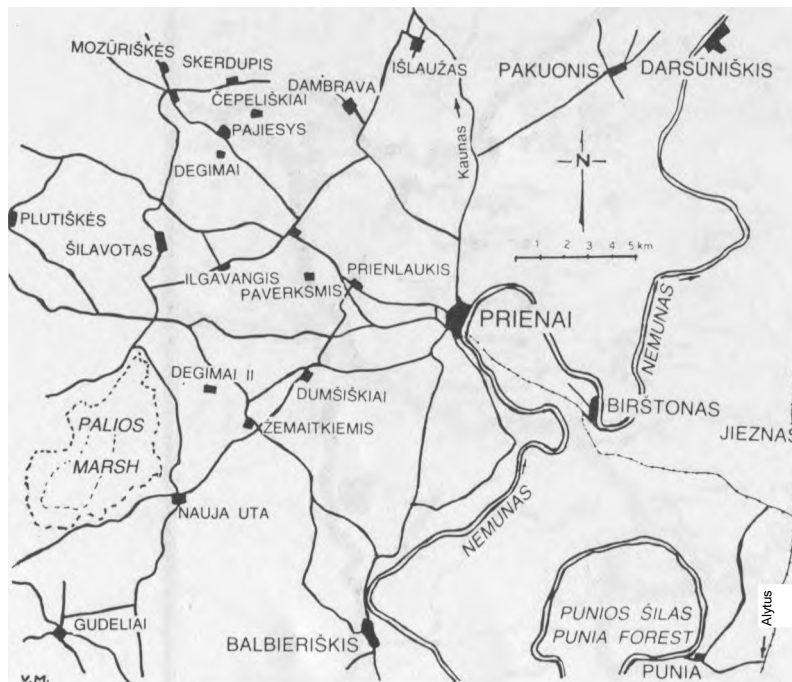 MOZŪRIŠKĖS
SKERDUPIS
ČEPELIŠKIAI
DAMBRAVA
IŠLAUŽAS
PAKUONIS
DARSŪNIŠKIS
PAJIESYS
DEGIMAI
Kaunas
N
1 2 3 4 5 km
PLUTIŠKĖS
ŠILAVOTAS
ILGAVANGIS
PAVERKSMIS
PRIENLAUKIS
PRIENAI
NEMUNAS
DEGIMAI II
DUMŠIŠKIAI
BIRŠTONAS
JIEZNAS
PALIOS
MARSH
ŽEMAITKIEMIS
NAUJA UTA
NEMUNAS
GUDELIAI
BALBIERIŠKIS
PUNIOS ŠILAS
PUNIA FOREST
Alytus
PUNIA
V.M.